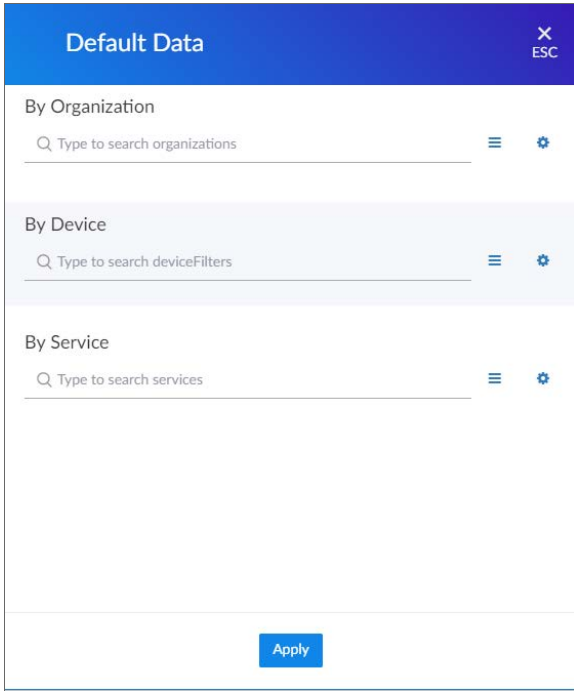 Default Data
ESC
By Organization
Type to search organizations
By Device
Type to search deviceFilters
By Service
Type to search services
Apply